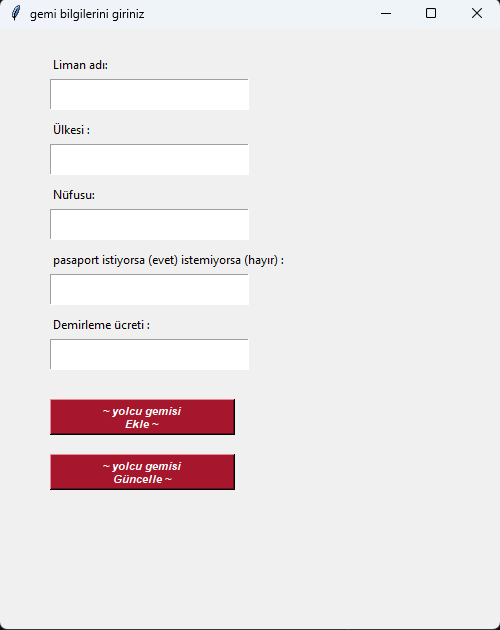 gemi bilgilerini giriniz
Liman adı:
Ülkesi :
Nüfusu:
pasaport istiyorsa (evet) istemiyorsa (hayır) :
Demirleme ücreti :
~ yolcu gemisi
Ekle ~
~ yolcu gemisi
Güncelle ~